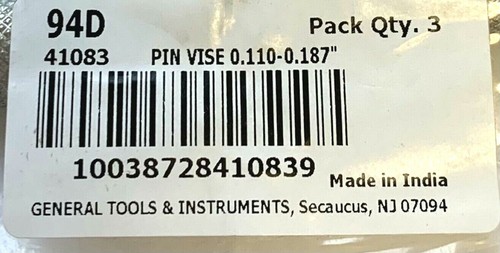 94D Pack Qty. 3
41083 PIN VISE 0.110-0.187"
10038728410839
Made in India
GENERAL TOOLS & INSTRUMENTS, Secaucus, NJ 07094